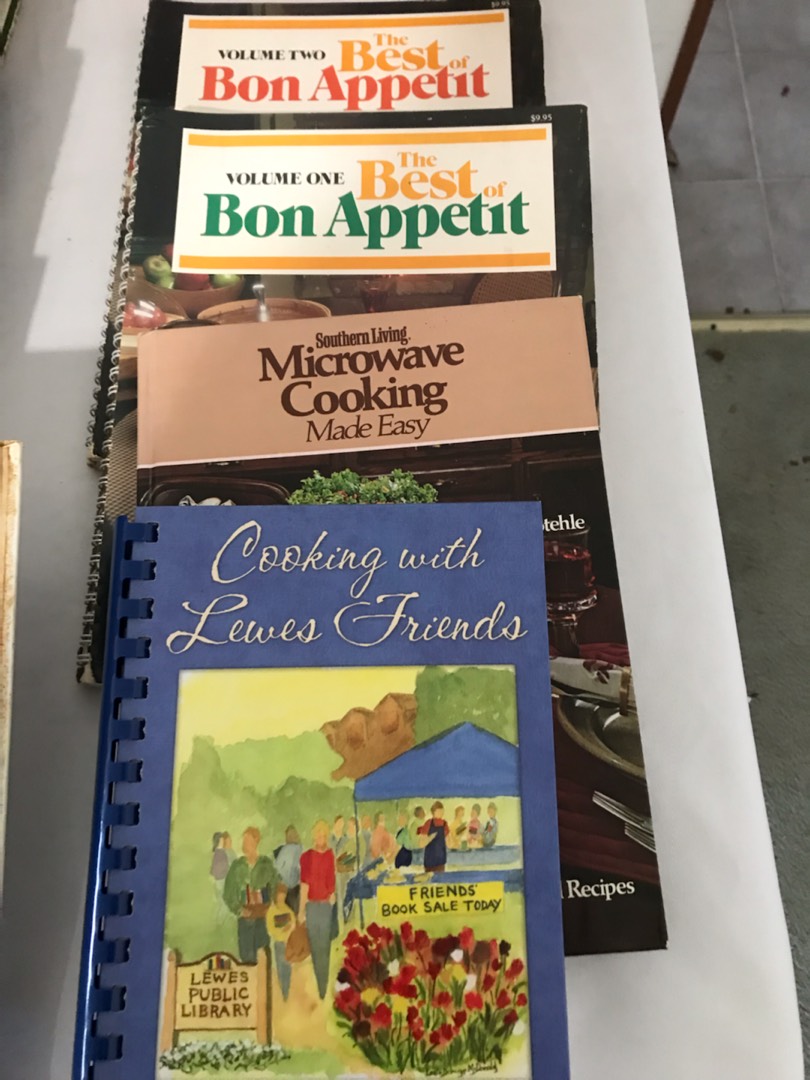 $9.95
VOLUME TWO The Best of
Bon Appetit
$9.95
VOLUME ONE The Best of
Bon Appetit
Southern Living
Microwave
Cooking
Made Easy
Recipes
Cooking with
Lewes Friends
FRIENDS'
BOOK SALE TODAY
LEWES
PUBLIC
LIBRARY